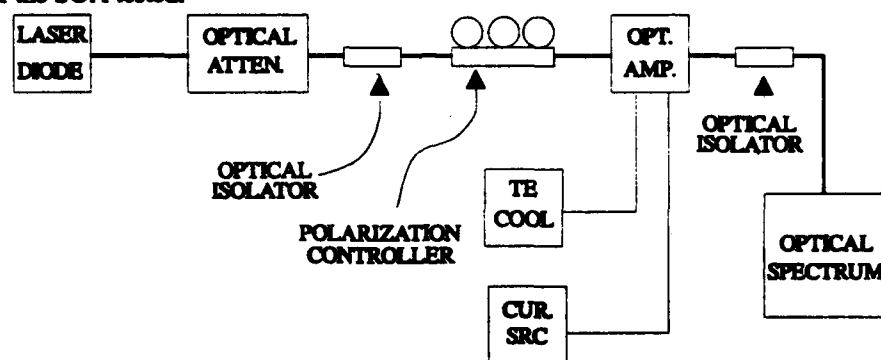 LASER
DIODE
OPTICAL
ATTEN.
OPT.
AMP.
OPTICAL
ISOLATOR
OPTICAL
ISOLATOR
POLARIZATION
CONTROLLER
TE
COOL
OPTICAL
SPECTRUM
CUR.
SRC